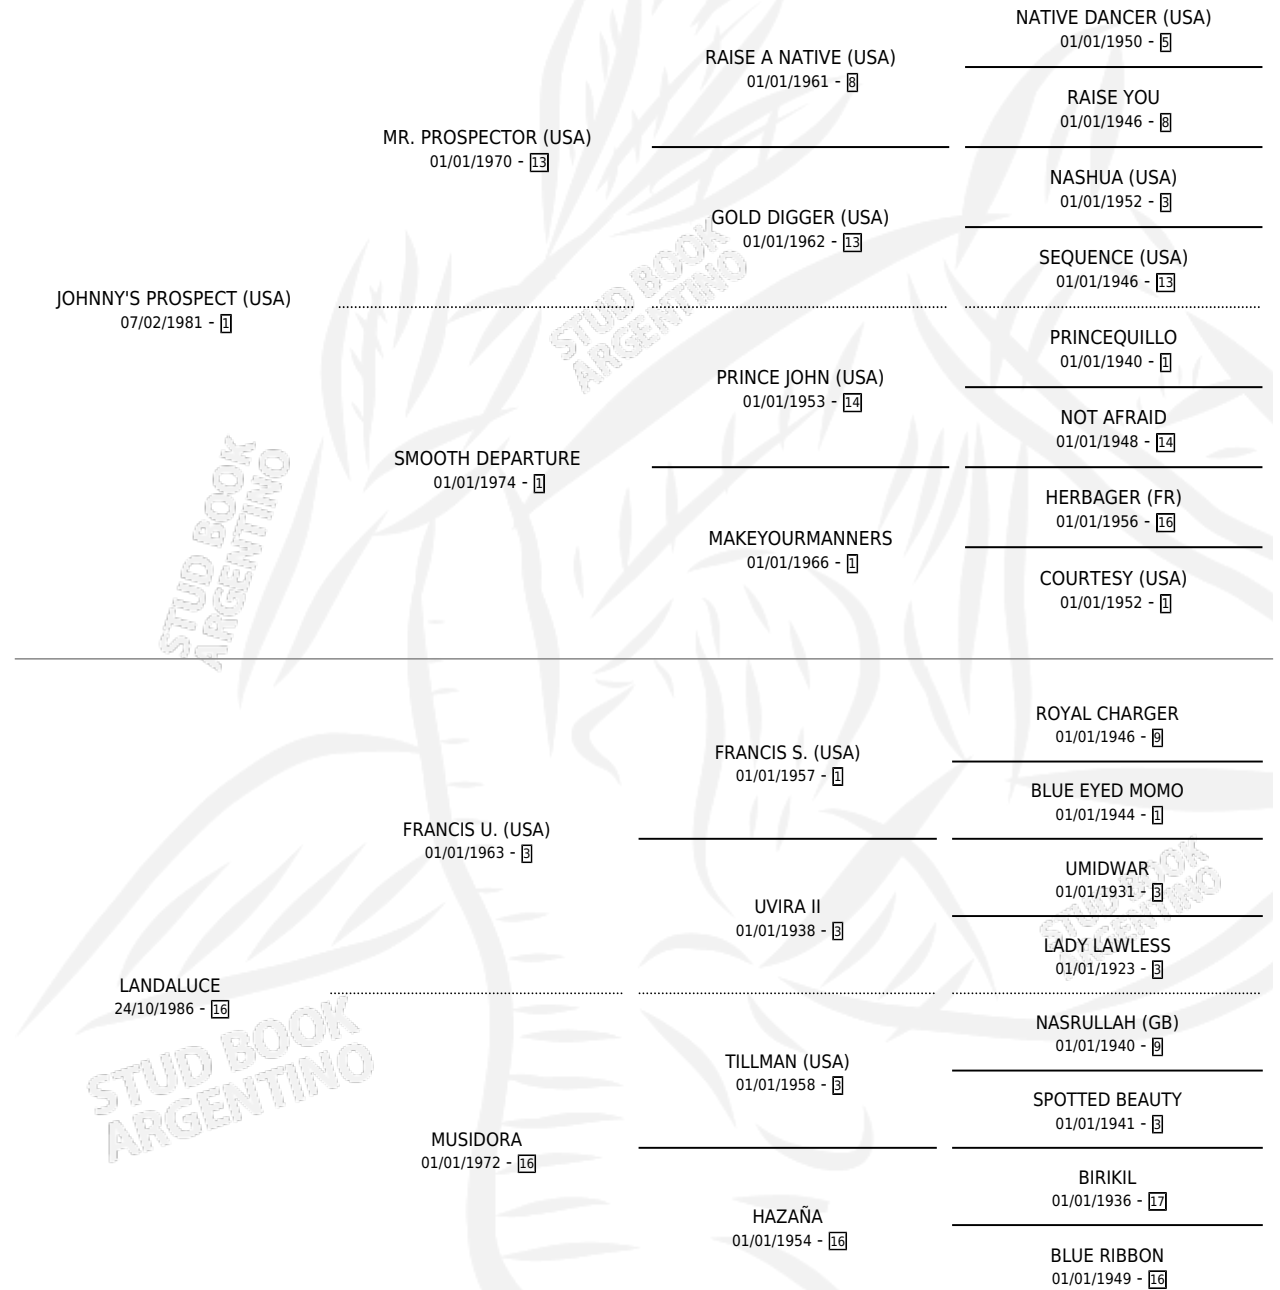 NATIVE DANCER (USA)
01/01/1950 - 5
RAISE A NATIVE (USA)
01/01/1961 - 8
RAISE YOU
01/01/1946 - 8
MR. PROSPECTOR (USA)
01/01/1970 - 13
NASHUA (USA)
01/01/1952 - 3
GOLD DIGGER (USA)
01/01/1962 - 13
SEQUENCE (USA)
01/01/1946 - 13
JOHNNY'S PROSPECT (USA)
07/02/1981 - 1
STUD BOOK
ARGENTINO
PRINCEQUILLO
01/01/1940 - 1
PRINCE JOHN (USA)
01/01/1953 - 14
NOT AFRAID
01/01/1948 - 14
SMOOTH DEPARTURE
01/01/1974 - 1
HERBAGER (FR)
01/01/1956 - 16
MAKEYOURMANNERS
01/01/1966 - 1
COURTESY (USA)
01/01/1952 - 1
STUD BOOK
ARGENTINO
ROYAL CHARGER
01/01/1946 - 9
FRANCIS S. (USA)
01/01/1957 - 1
BLUE EYED MOMO
01/01/1944 - 1
FRANCIS U. (USA)
01/01/1963 - 3
UMIDWAR
01/01/1931 - 3
UVIRA II
01/01/1938 - 3
STUD BOOK
ARGENTINO
LADY LAWLESS
01/01/1923 - 3
LANDALUCE
24/10/1986 - 16
NASRULLAH (GB)
01/01/1940 - 9
TILLMAN (USA)
01/01/1958 - 3
SPOTTED BEAUTY
01/01/1941 - 3
STUD BOOK
ARGENTINO
MUSIDORA
01/01/1972 - 16
BIRIKIL
01/01/1936 - 17
HAZAÑA
01/01/1954 - 16
BLUE RIBBON
01/01/1949 - 16